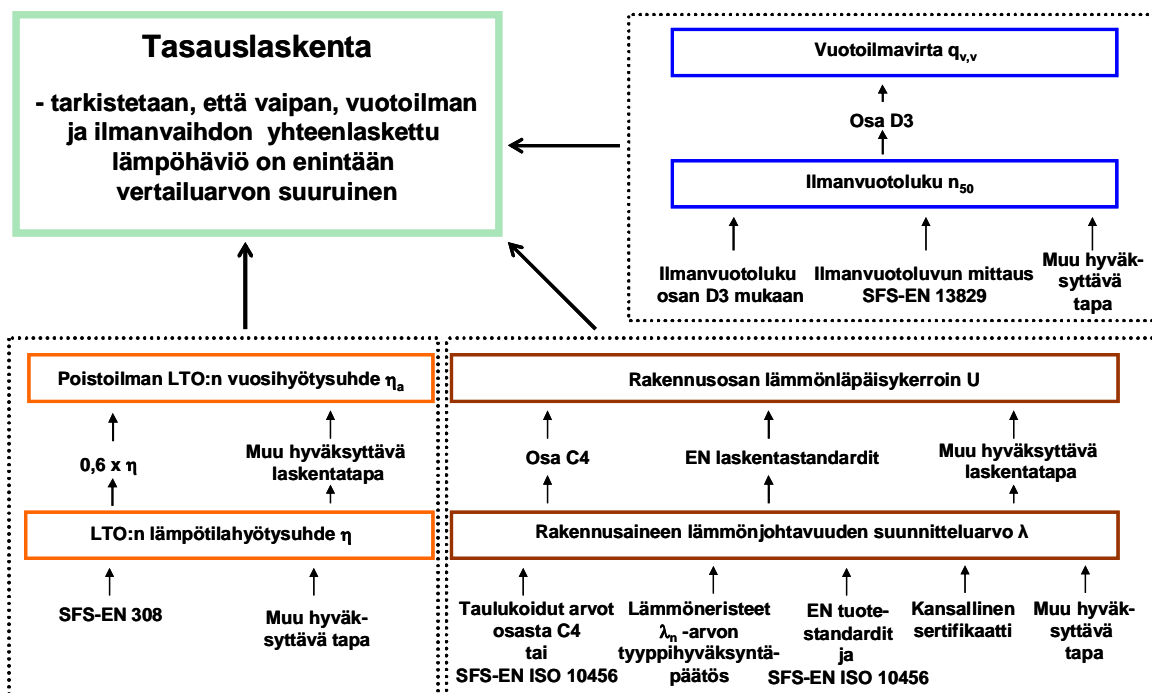 Tasauslaskenta
- tarkistetaan, että vaipan, vuotoilman
ja ilmanvaihdon yhteenlaskettu
lämpöhäviö on enintään
vertailuarvon suuruinen
Vuotoilmavirta qv,v
Osa D3
Ilmanvuotoluku n50
Ilmanvuotoluku
osan D3 mukaan
Ilmanvuotoluvun mittaus
SFS-EN 13829
Muu hyväk-
syttävä
tapa
Poistoilman LTO:n vuosihyötysuhde ηa
0,6 x η
Muu hyväksyttävä
laskentatapa
LTO:n lämpötilahyötysuhde η
SFS-EN 308
Muu hyväk-
syttävä tapa
Rakennusosan lämmönläpäisykerroin U
Osa C4
EN laskentastandardit
Muu hyväksyttävä
laskentatapa
Rakennusaineen lämmönjohtavuuden suunnitteluarvo λ
Taulukoidut arvot
osasta C4
tai
SFS-EN ISO 10456
Lämmöneristeet
λn -arvon
tyyppihyväksyntä-
päätös
EN tuote-
standardit
ja
SFS-EN ISO 10456
Kansallinen
sertifikaatti
Muu hyväk-
syttävä
tapa